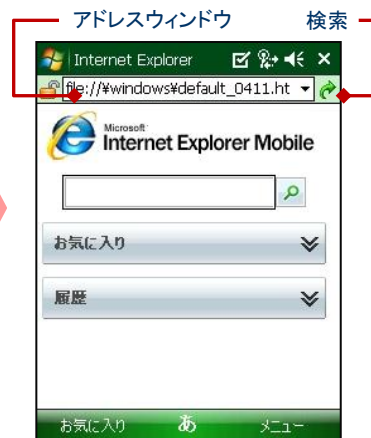 アドレスウィンドウ 検索
Internet Explorer
file://¥windows¥default_0411.ht
Microsoft
Internet Explorer Mobile
お気に入り
履歴
お気に入り あ メニュー